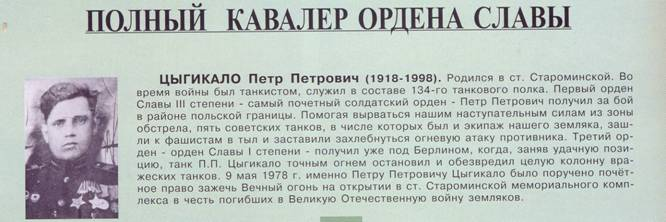 ПОЛНЫЙ КАВАЛЕР ОРДЕНА СЛАВЫ
ЦЫГИКАЛО Петр Петрович (1918-1998). Родился в ст. Староминской. Во
время войны был танкистом, служил в составе 134-го танкового полка. Первый орден
Славы III степени - самый почетный солдатский орден - Петр Петрович получил за бой
в районе польской границы. Помогая вырваться нашим наступательным силам из зоны
обстрела, пять советских танков, в числе которых был и экипаж нашего земляка, заш-
ли к фашистам в тыл и заставили захлебнуться огневую атаку противника. Третий ор-
ден - орден Славы I степени - получил уже под Берлином, когда, заняв удачную пози-
цию, танк П.П. Цыгикало точным огнем остановил и обезвредил целую колонну вра-
жеских танков. 9 мая 1978 г. именно Петру Петровичу Цыгикало было поручено почёт-
ное право зажечь Вечный огонь на открытии в ст. Староминской мемориального ком-
плекса в честь погибших в Великую Отечественную войну земляков.